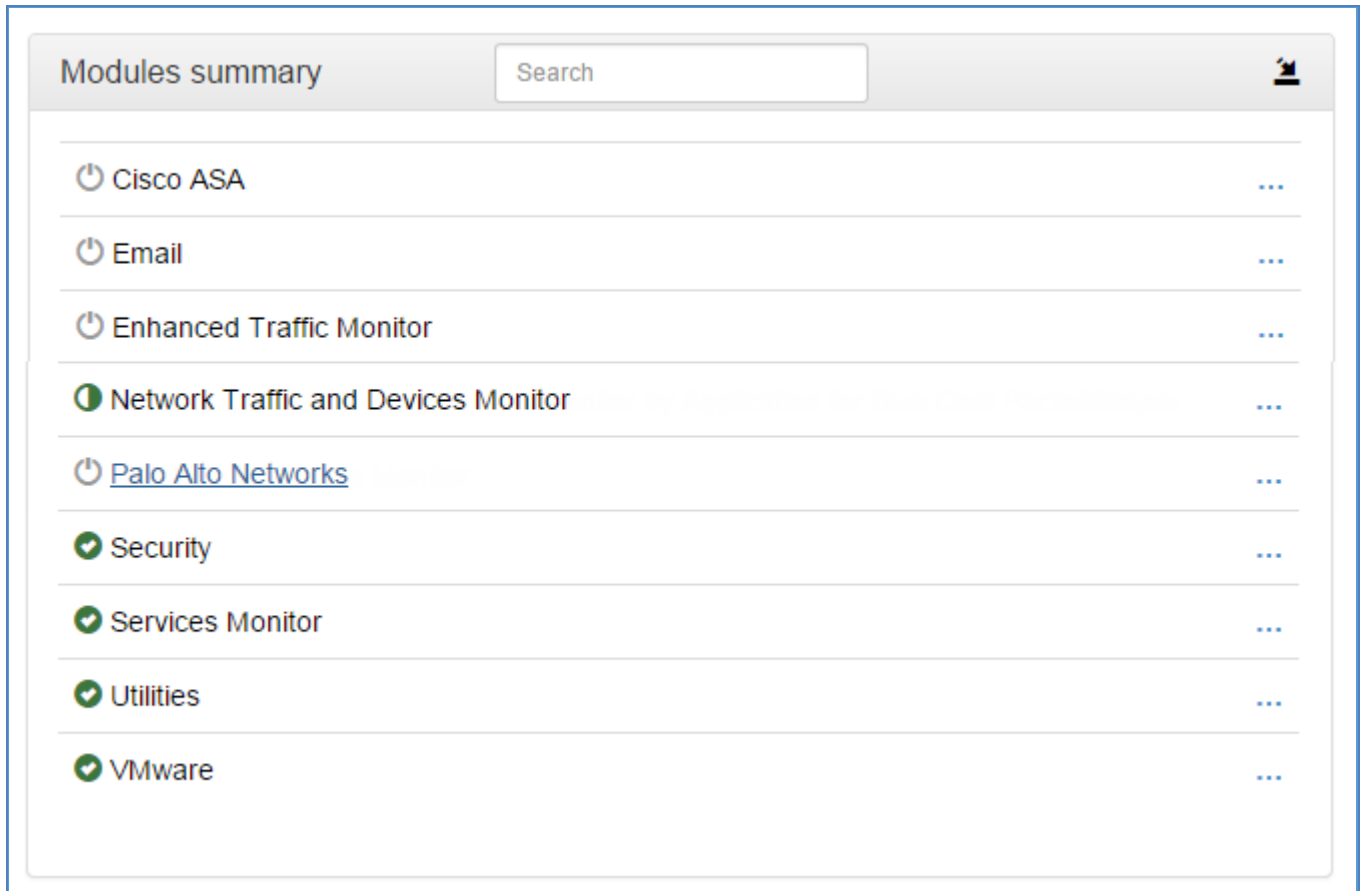 Modules summary
Search
Cisco ASA
...
Email
...
Enhanced Traffic Monitor
...
Network Traffic and Devices Monitor
...
Palo Alto Networks
...
Security
...
Services Monitor
...
Utilities
...
VMware
...